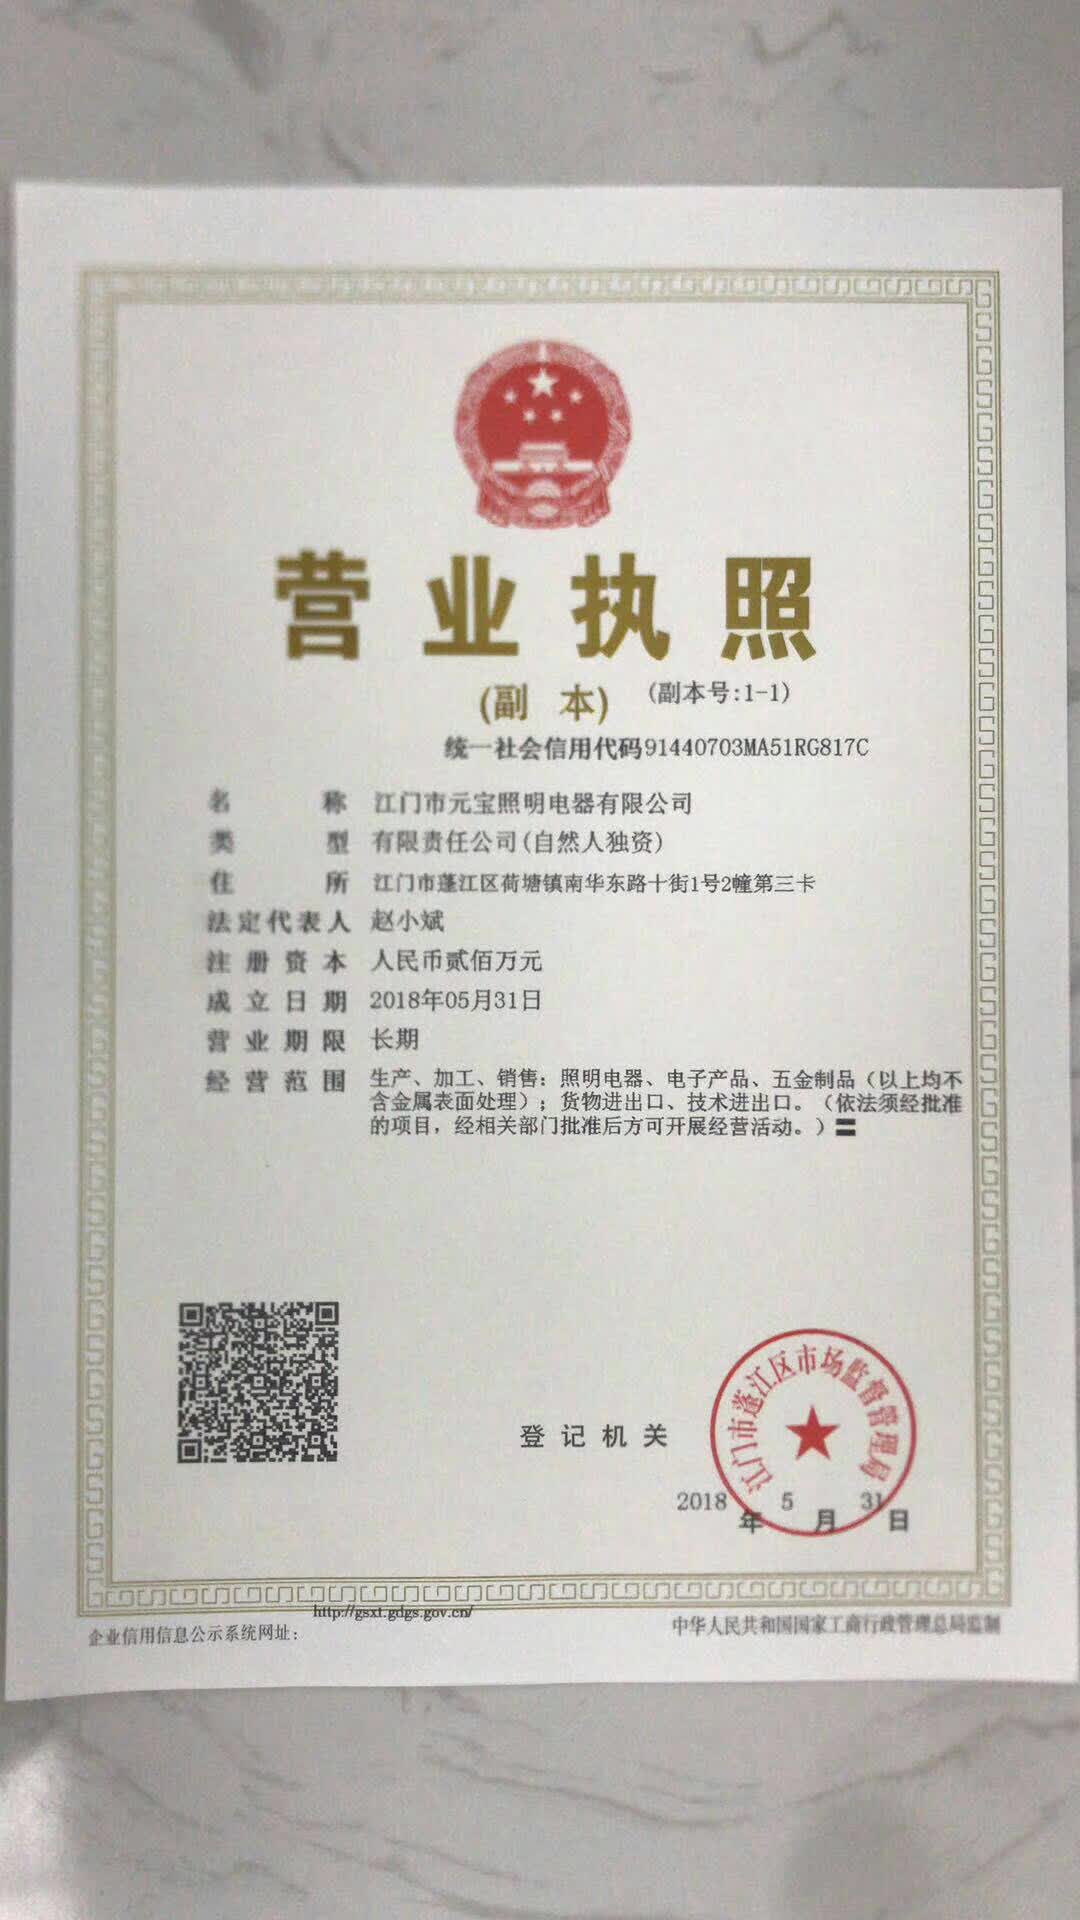 营业执照
(副 本) (副本号:1-1)
统一社会信用代码91440703MA51RG817C
名称 江门市元宝照明电器有限公司
类型 有限责任公司(自然人独资)
住所 江门市蓬江区荷塘镇南华东路十街1号2幢第三卡
法定代表人 赵小斌
注册资本 人民币贰佰万元
成立日期 2018年05月31日
营业期限 长期
经营范围 生产、加工、销售：照明电器、电子产品、五金制品（以上均不
含金属表面处理）；货物进出口、技术进出口。（依法须经批准
的项目，经相关部门批准后方可开展经营活动。）〓
江门市蓬江区市场监督管理局
登记机关
2018年5月31日
http://gsxt.gdgs.gov.cn/
企业信用信息公示系统网址：
中华人民共和国国家工商行政管理总局监制